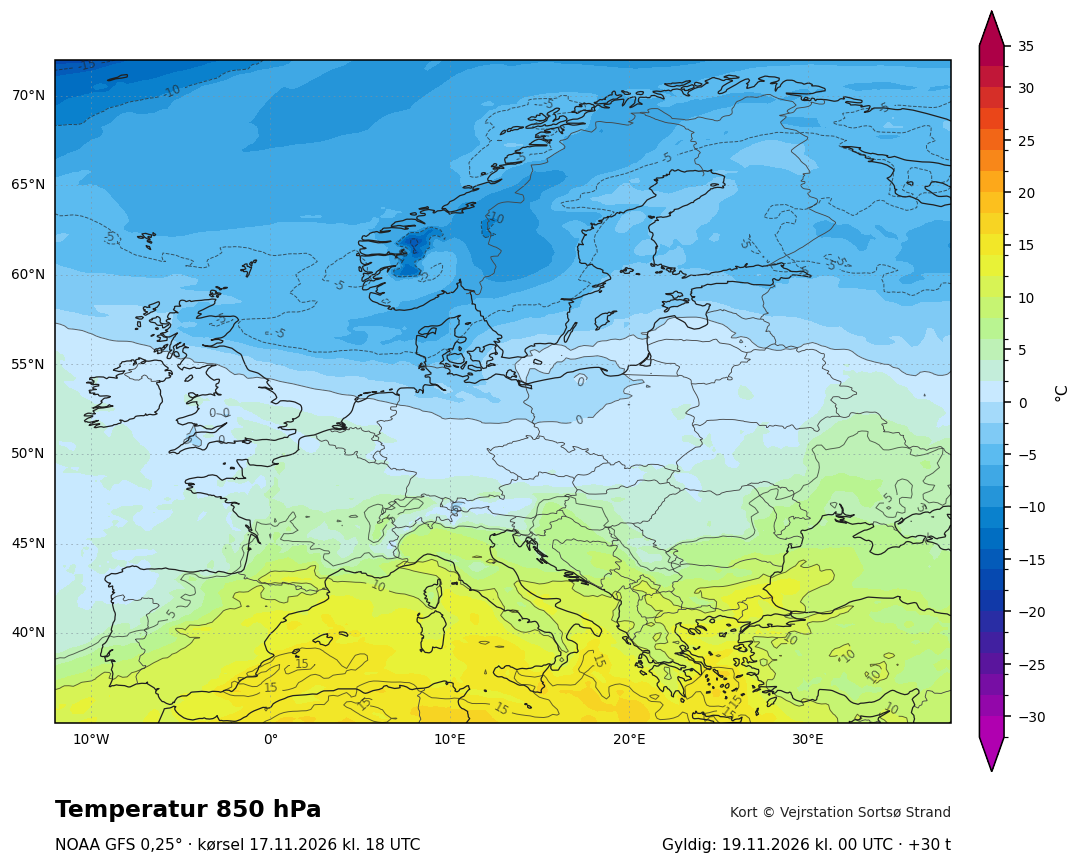 70°N
65°N
60°N
55°N
50°N
45°N
40°N
10°W 0° 10°E 20°E 30°E
35
30
25
20
15
10
5
0
−5
−10
−15
−20
−25
−30
°C
Temperatur 850 hPa
Kort © Vejrstation Sortsø Strand
NOAA GFS 0,25° · kørsel 17.11.2026 kl. 18 UTC
Gyldig: 19.11.2026 kl. 00 UTC · +30 t